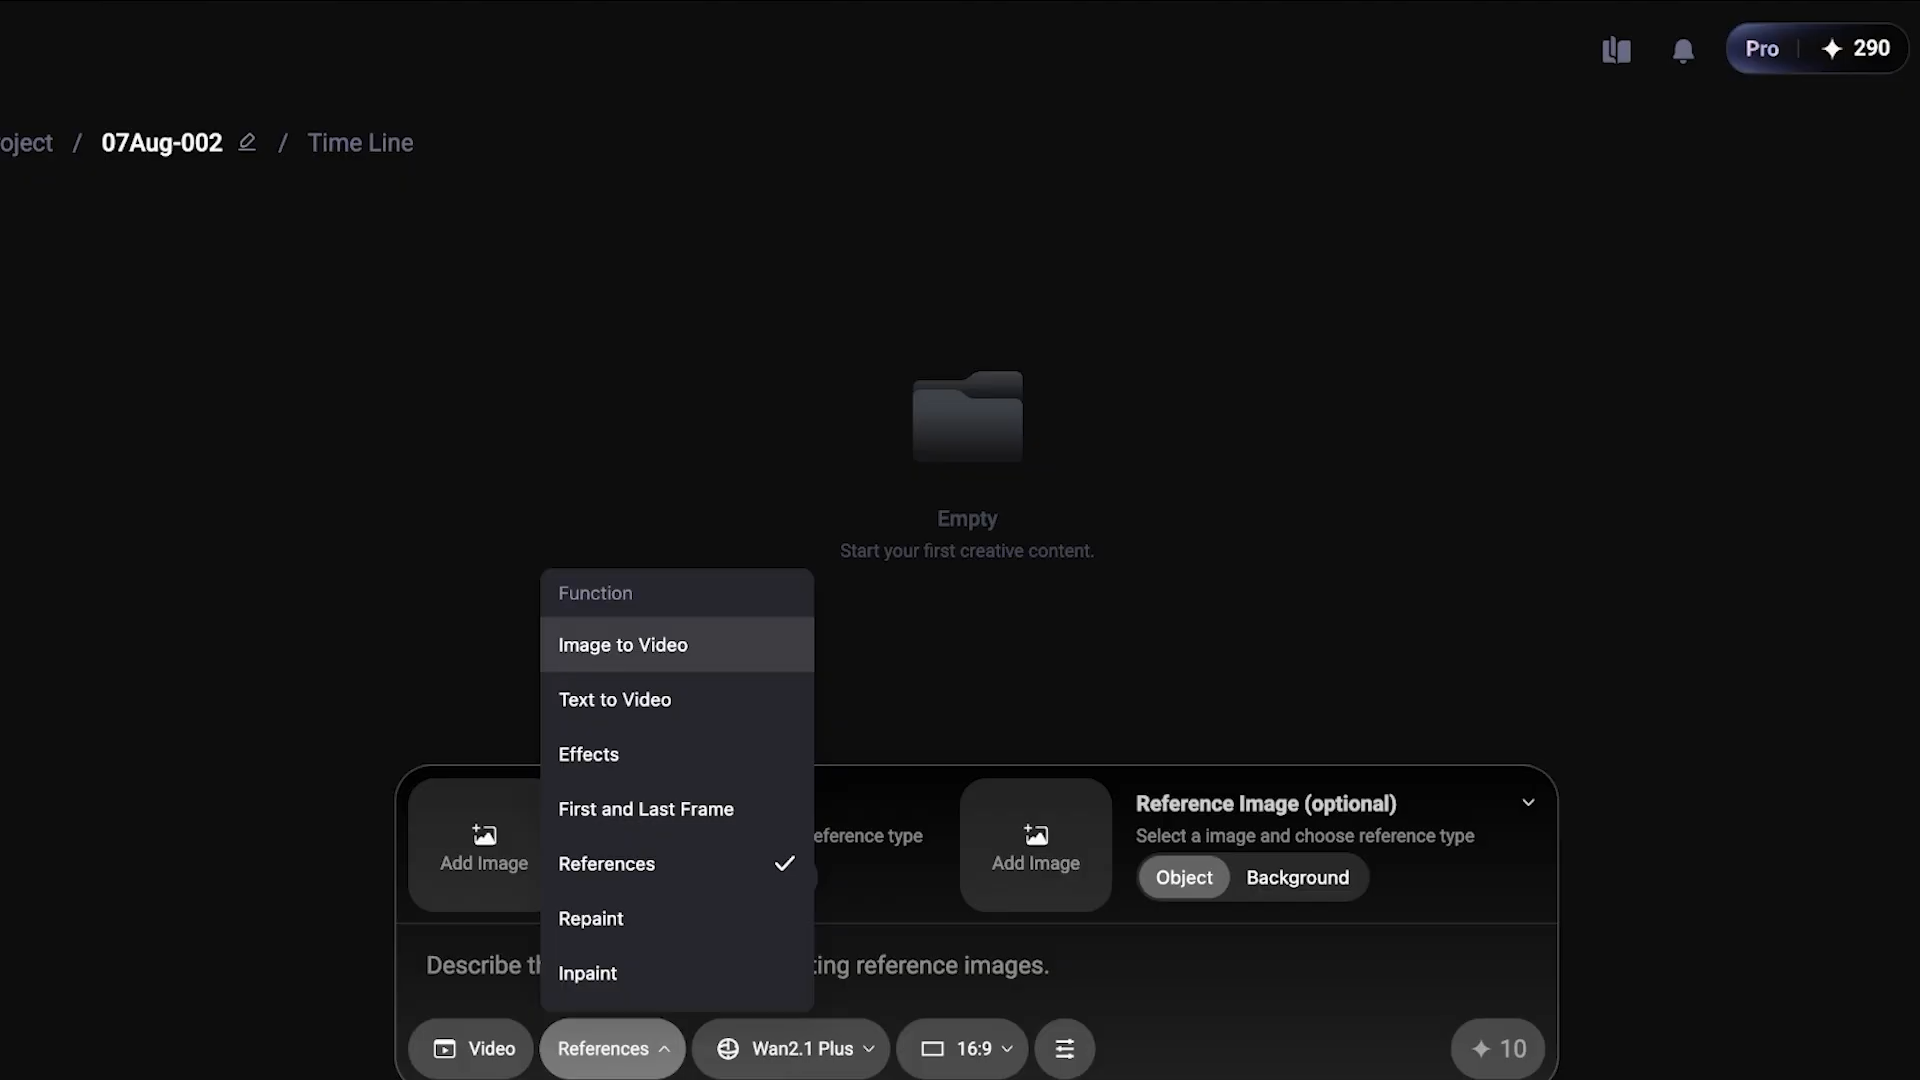 Pro 290
oject / 07Aug-002 / Time Line
Empty
Start your first creative content.
Function
Image to Video
Text to Video
Effects
First and Last Frame
References
Repaint
Inpaint
Add Image
eference type
Add Image
Reference Image (optional)
Select a image and choose reference type
Object Background
Describe th ting reference images.
Video References Wan2.1 Plus 16:9 10